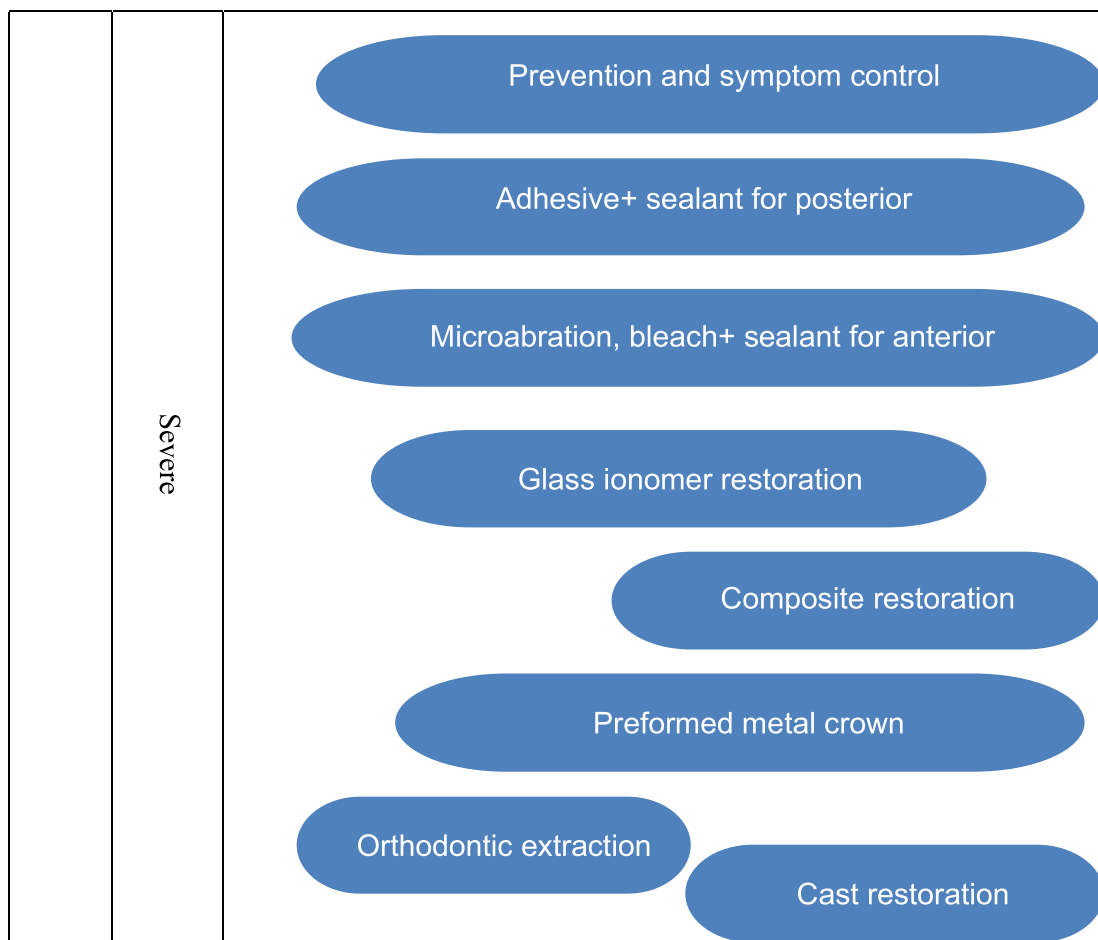 Prevention and symptom control
Adhesive+ sealant for posterior
Microabration, bleach+ sealant for anterior
Severe
Glass ionomer restoration
Composite restoration
Preformed metal crown
Orthodontic extraction
Cast restoration